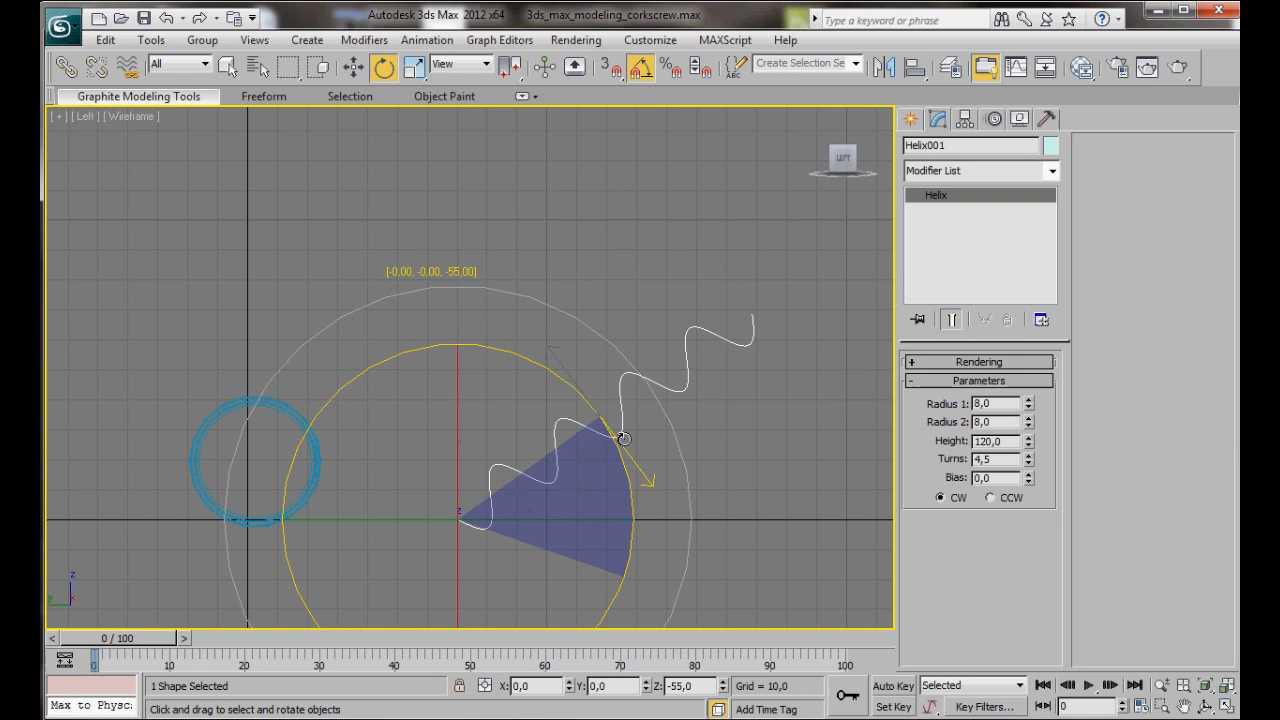 Autodesk 3ds Max 2012 x64 3ds_max_modeling_corkscrew.max
Type a keyword or phrase
Edit Tools Group Views Create Modifiers Animation Graph Editors Rendering Customize MAXScript Help
All View 3 Create Selection Se
Graphite Modeling Tools Freeform Selection Object Paint
[ + ] [ Left ] [ Wireframe ]
LEFT
Helix001
Modifier List
Helix
[-0,00, -0,00, -55,00]
+ Rendering
- Parameters
Radius 1: 8,0
Radius 2: 8,0
Height: 120,0
Turns: 4,5
Bias: 0,0
CW CCW
z
x
z
y x
< 0 / 100 >
0 10 20 30 40 50 60 70 80 90 100
1 Shape Selected X: 0,0 Y: 0,0 Z: -55,0 Grid = 10,0 Auto Key Selected
Max to Physc: Click and drag to select and rotate objects Add Time Tag Set Key Key Filters... 0